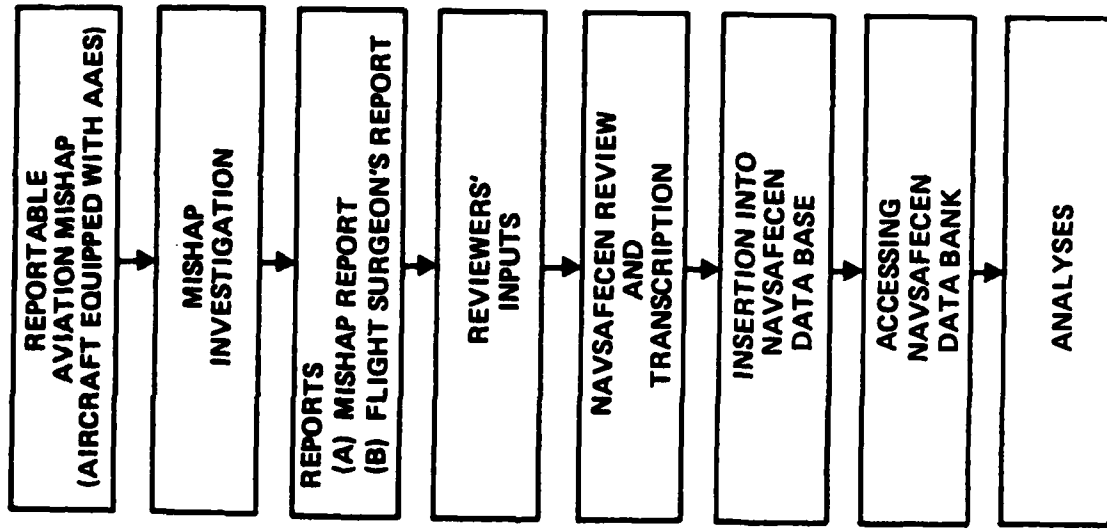 REPORTABLE
AVIATION MISHAP
(AIRCRAFT EQUIPPED WITH AAES)
MISHAP
INVESTIGATION
REPORTS
(A) MISHAP REPORT
(B) FLIGHT SURGEON'S REPORT
REVIEWERS'
INPUTS
NAVSAFECEN REVIEW
AND
TRANSCRIPTION
INSERTION INTO
NAVSAFECEN
DATA BASE
ACCESSING
NAVSAFECEN
DATA BANK
ANALYSES